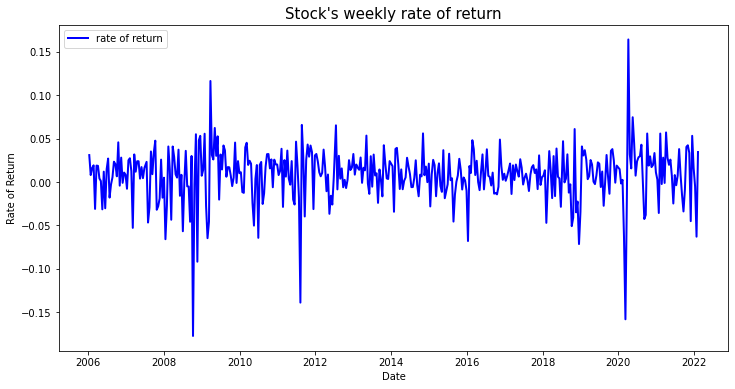 Stock's weekly rate of return
rate of return
0.15
0.10
0.05
0.00
−0.05
−0.10
−0.15
Rate of Return
2006 2008 2010 2012 2014 2016 2018 2020 2022
Date